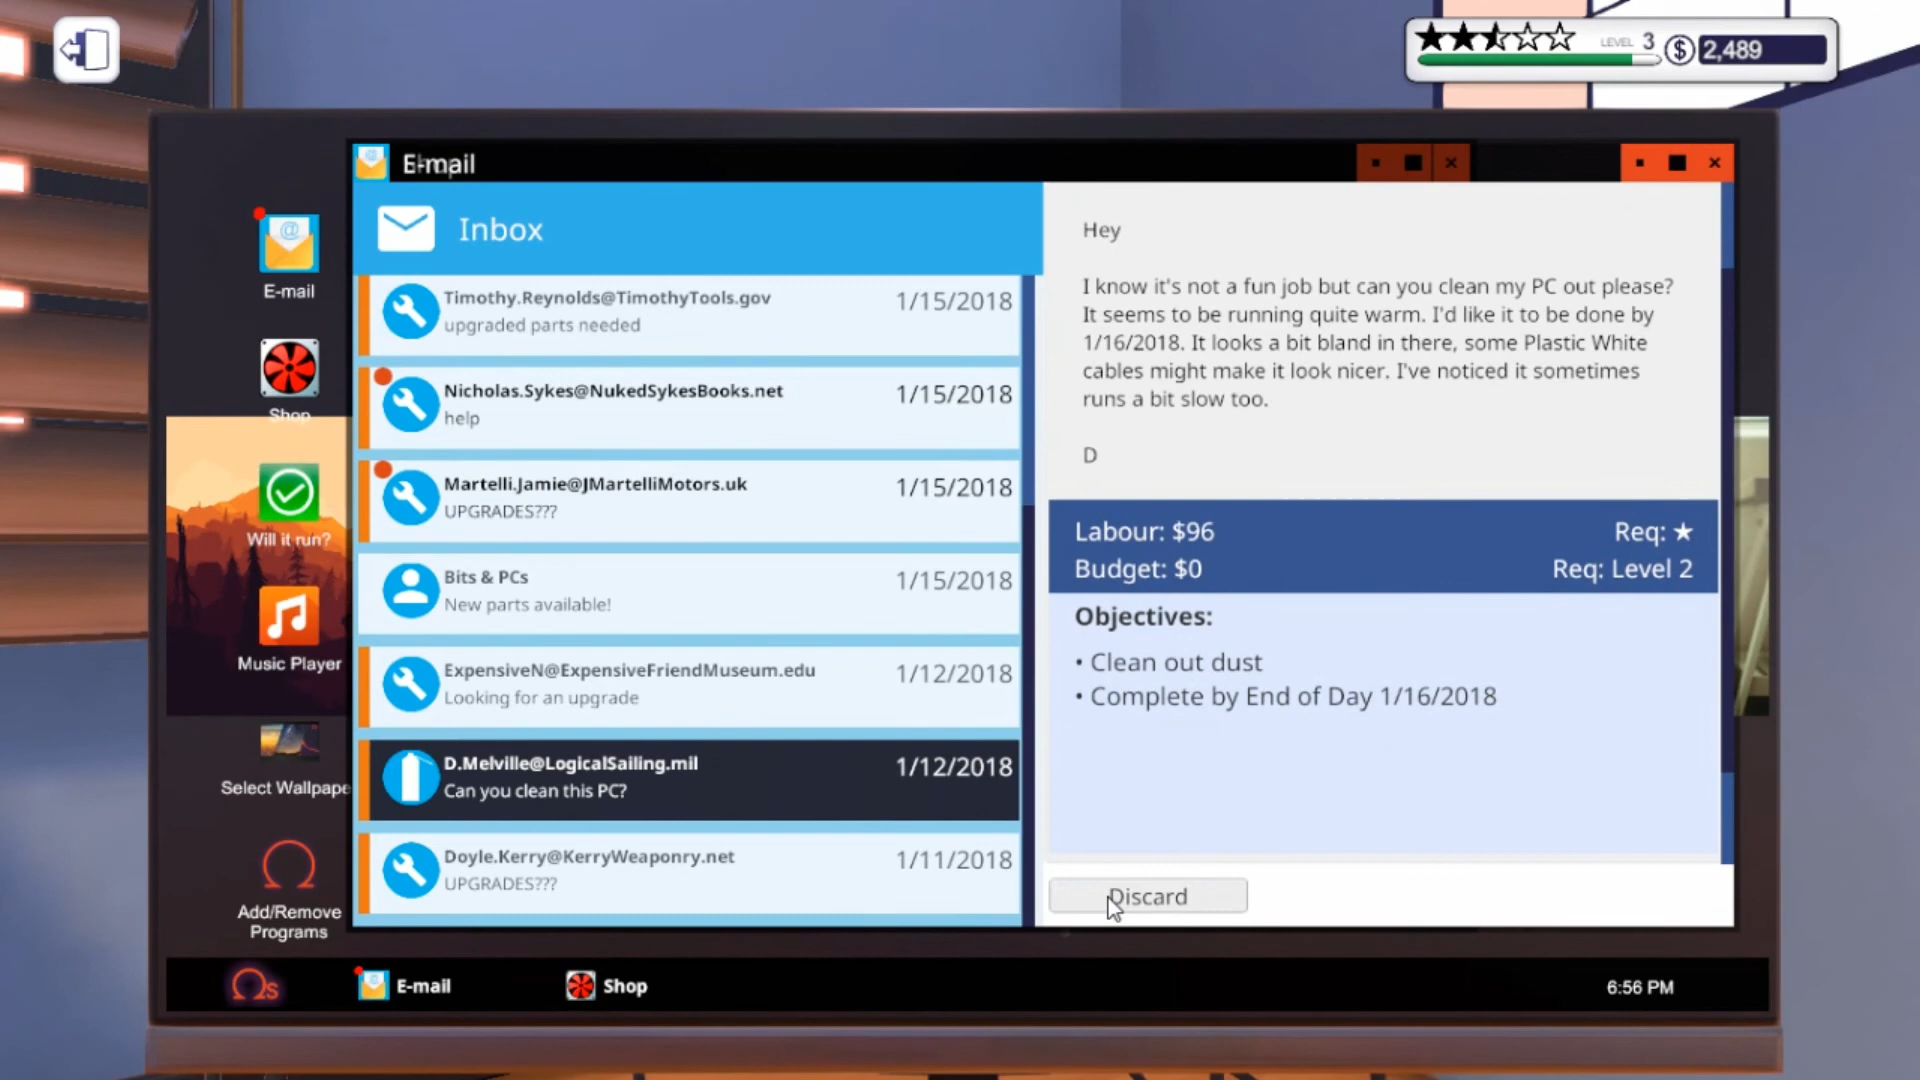 LEVEL 3
$ 2,489
E-mail
Inbox
Timothy.Reynolds@TimothyTools.gov
1/15/2018
upgraded parts needed
Nicholas.Sykes@NukedSykesBooks.net
1/15/2018
help
Martelli.Jamie@JMartelliMotors.uk
1/15/2018
UPGRADES???
Bits & PCs
1/15/2018
New parts available!
ExpensiveN@ExpensiveFriendMuseum.edu
1/12/2018
Looking for an upgrade
D.Melville@LogicalSailing.mil
1/12/2018
Can you clean this PC?
Doyle.Kerry@KerryWeaponry.net
1/11/2018
UPGRADES???
Hey
I know it's not a fun job but can you clean my PC out please?
It seems to be running quite warm. I'd like it to be done by
1/16/2018. It looks a bit bland in there, some Plastic White
cables might make it look nicer. I've noticed it sometimes
runs a bit slow too.
D
Labour: $96
Req: ★
Budget: $0
Req: Level 2
Objectives:
• Clean out dust
• Complete by End of Day 1/16/2018
Discard
E-mail
Shop
Will it run?
Music Player
Select Wallpape
Add/Remove
Programs
Ωs
E-mail
Shop
6:56 PM